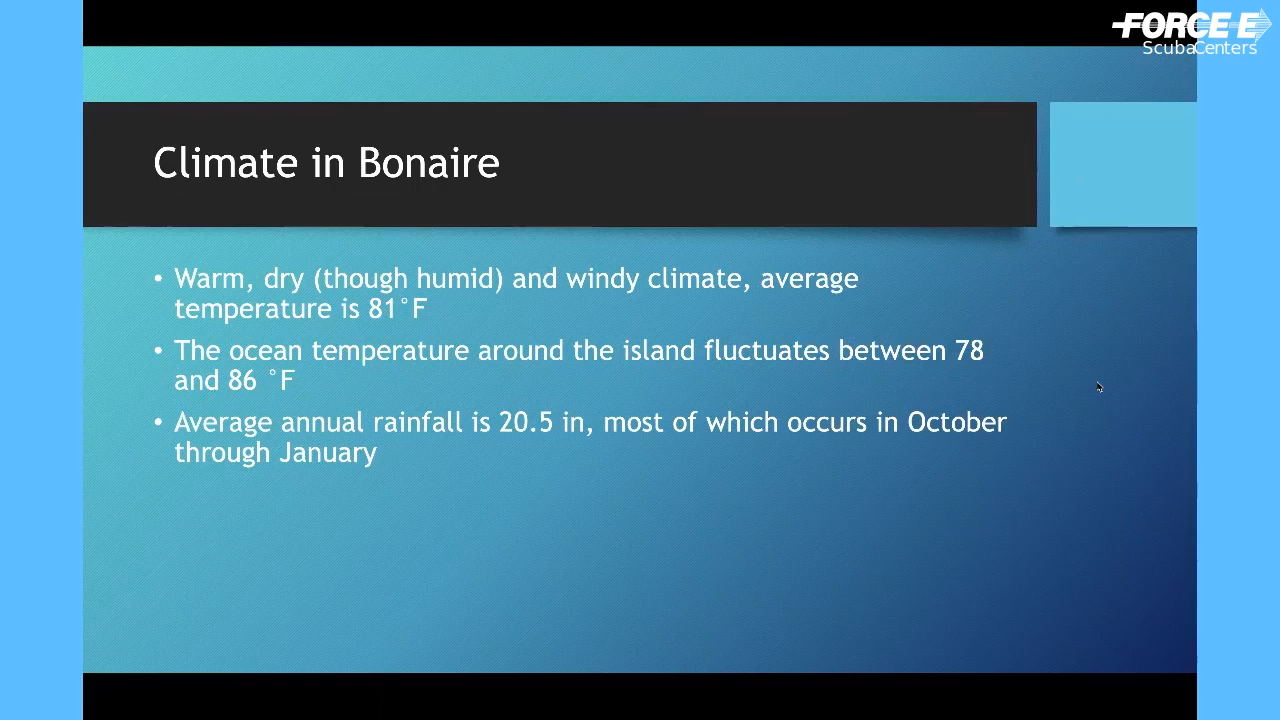 FORCE E
ScubaCenters
Climate in Bonaire
• Warm, dry (though humid) and windy climate, average
temperature is 81°F
• The ocean temperature around the island fluctuates between 78
and 86 °F
• Average annual rainfall is 20.5 in, most of which occurs in October
through January